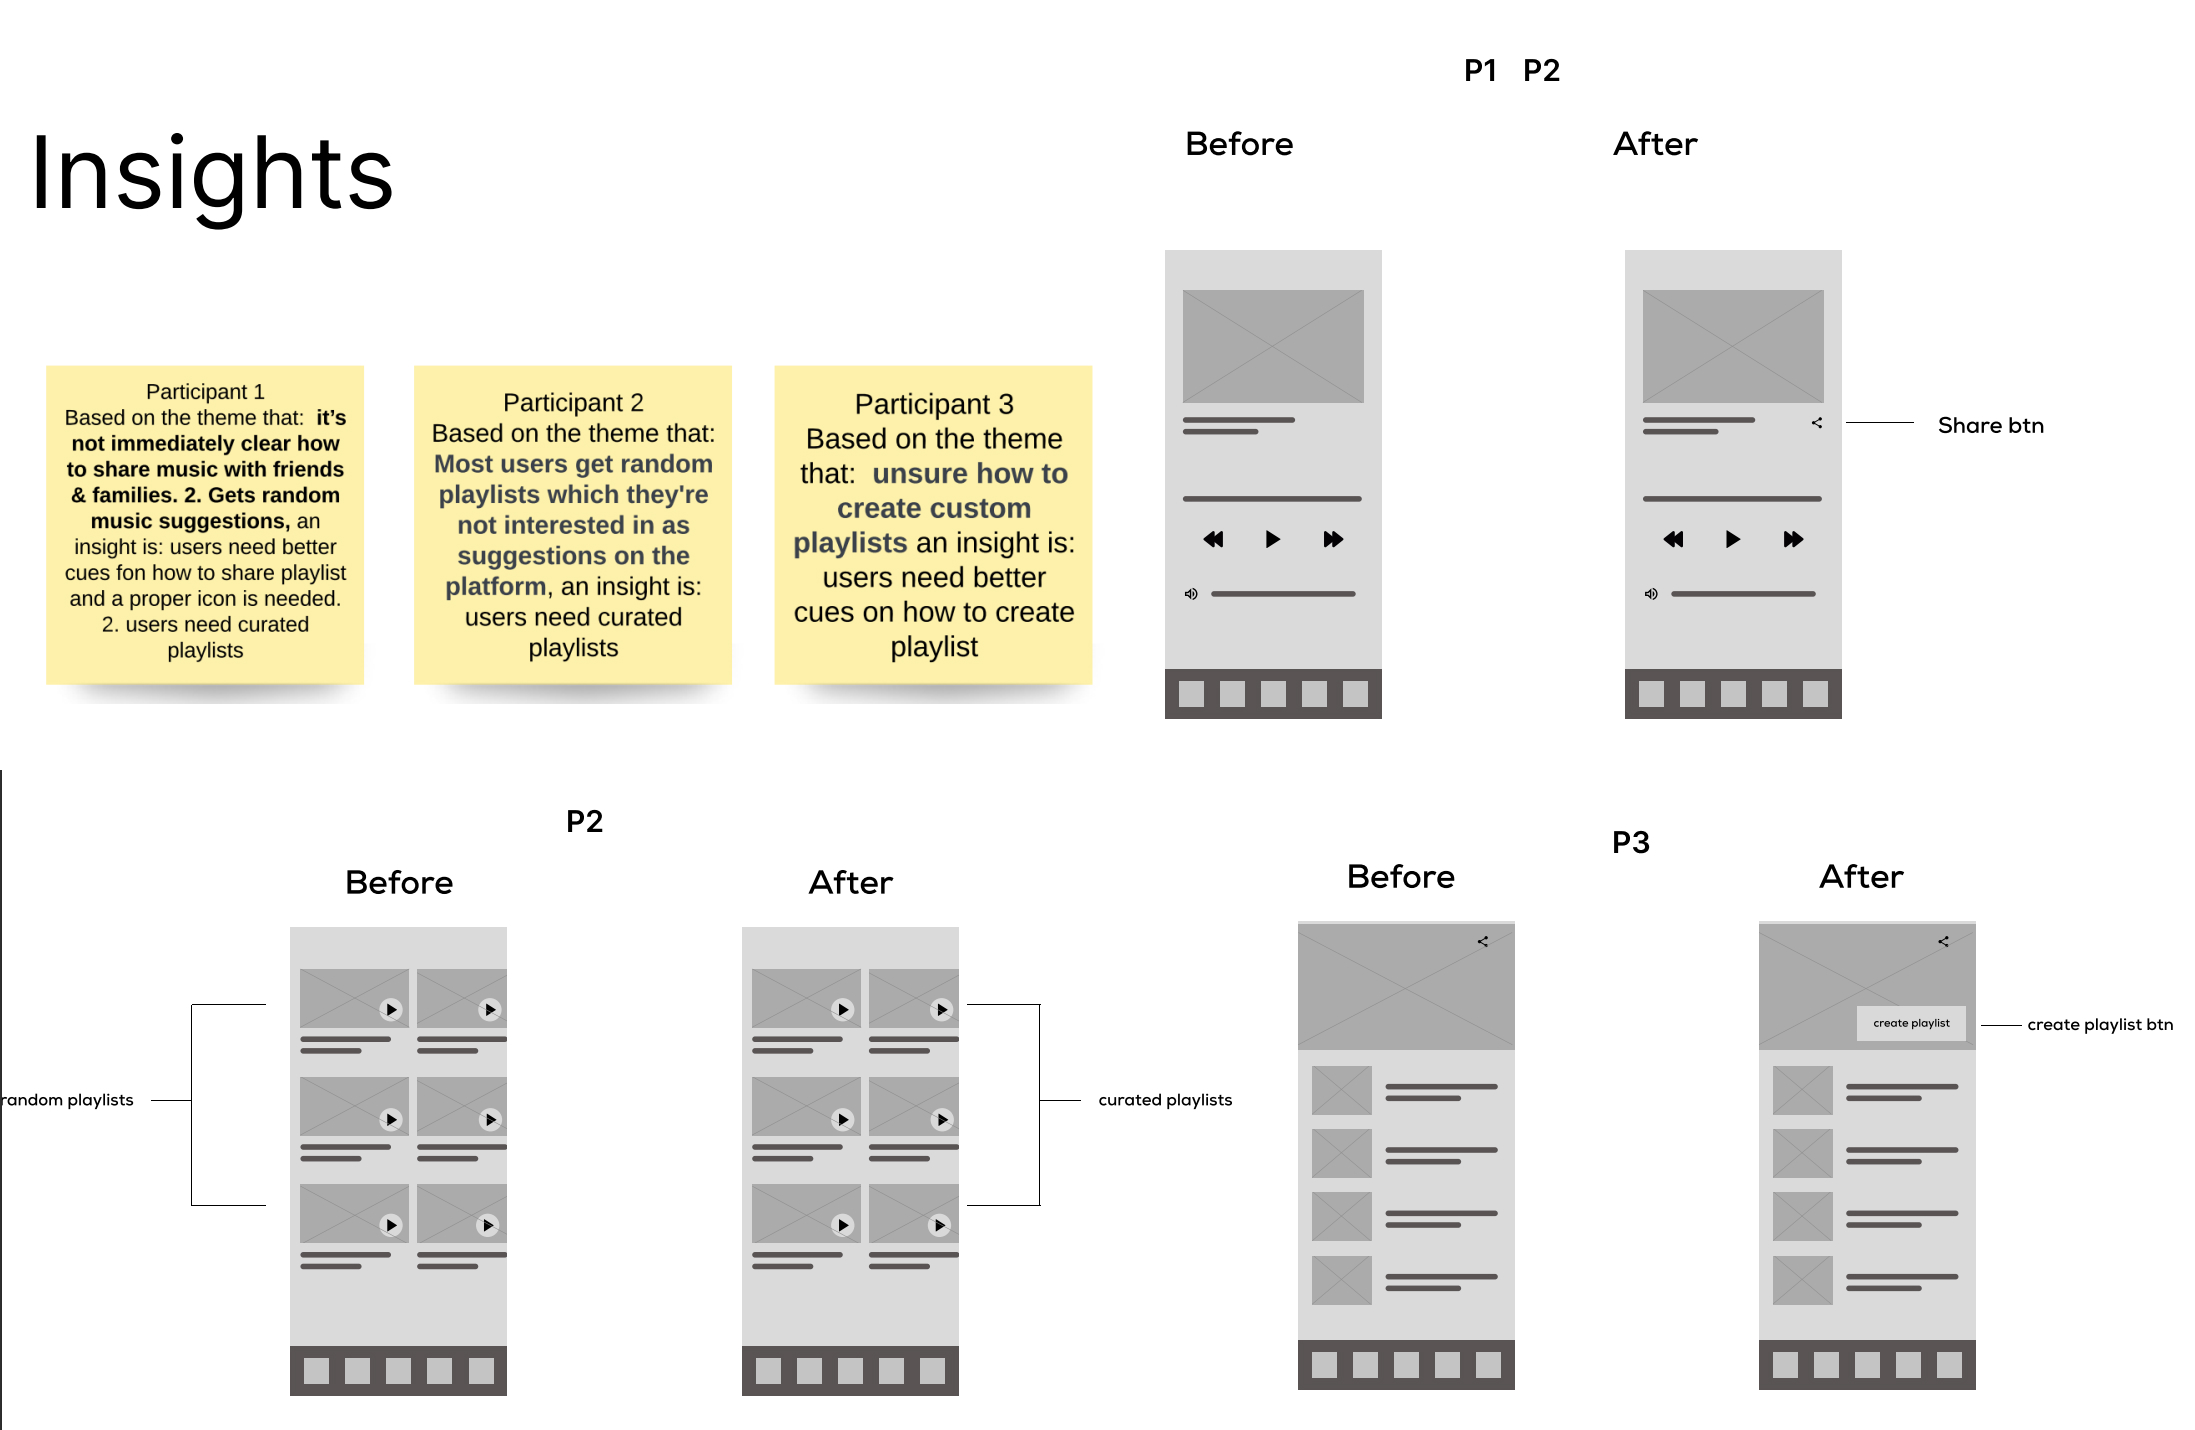 Insights
Participant 1
Based on the theme that:  it’s
not immediately clear how
to share music with friends
& families. 2. Gets random
music suggestions, an
insight is: users need better
cues fon how to share playlist
and a proper icon is needed.
2. users need curated
playlists
Participant 2
Based on the theme that:
Most users get random
playlists which they're
not interested in as
suggestions on the
platform, an insight is:
users need curated
playlists
Participant 3
Based on the theme
that:  unsure how to
create custom
playlists an insight is:
users need better
cues on how to create
playlist
P1 P2
Before
After
Share btn
P2
Before
After
random playlists
curated playlists
P3
Before
After
create playlist
create playlist btn